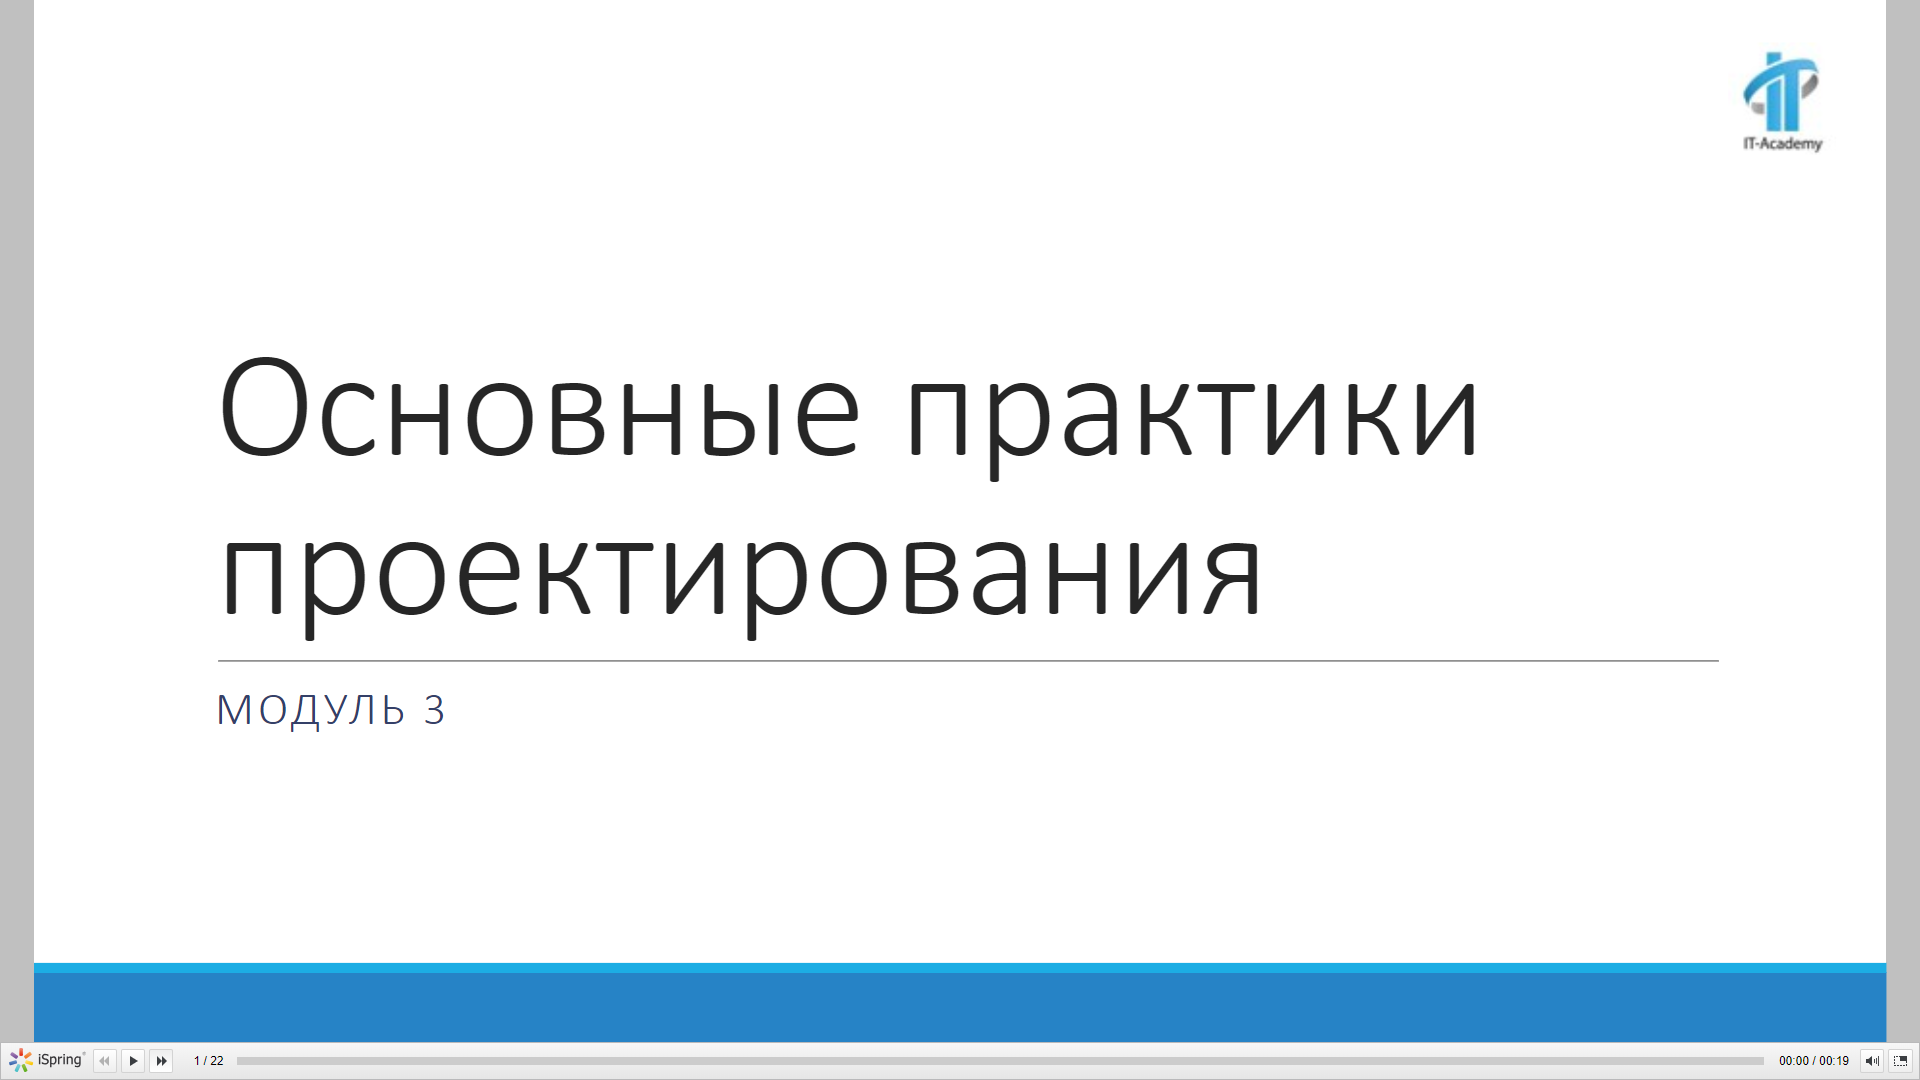 IT-Academy
Основные практики
проектирования
МОДУЛЬ 3
iSpring
1 / 22
00:00 / 00:19